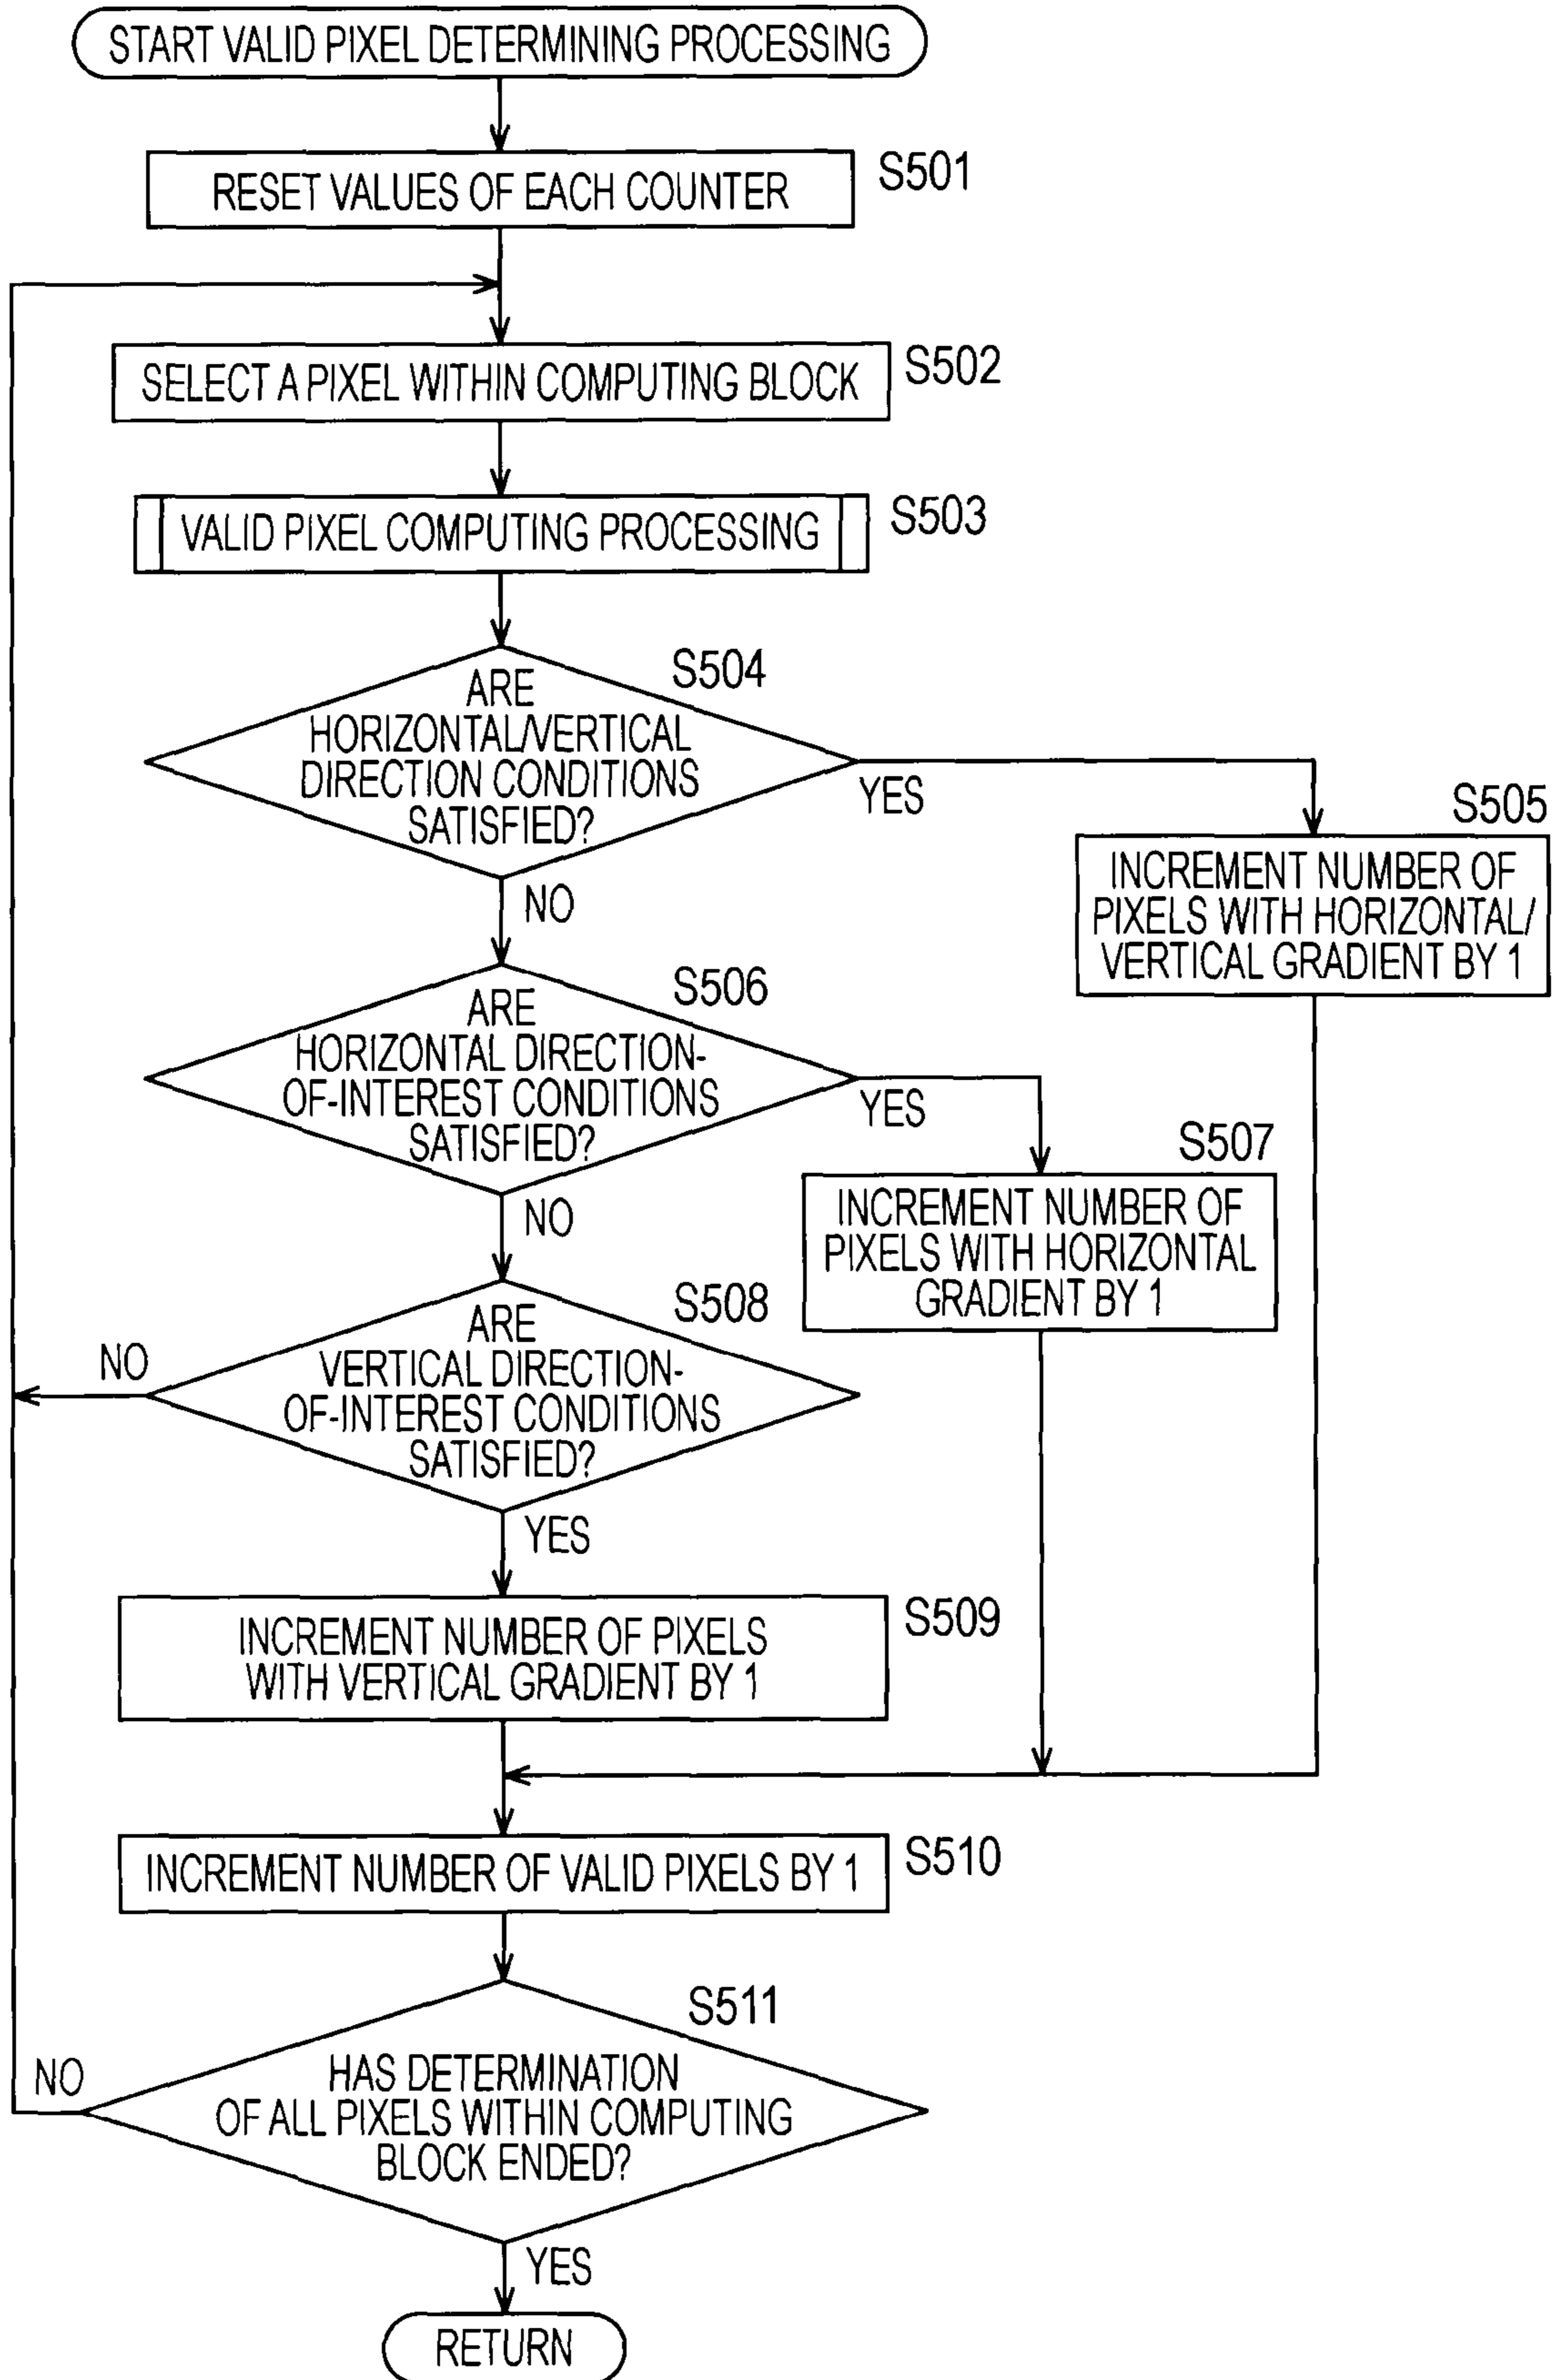 START VALID PIXEL DETERMINING PROCESSING
RESET VALUES OF EACH COUNTER
S501
SELECT A PIXEL WITHIN COMPUTING BLOCK
S502
VALID PIXEL COMPUTING PROCESSING
S503
S504
ARE
HORIZONTAL/VERTICAL
DIRECTION CONDITIONS
SATISFIED?
YES
NO
S505
INCREMENT NUMBER OF
PIXELS WITH HORIZONTAL/
VERTICAL GRADIENT BY 1
S506
ARE
HORIZONTAL DIRECTION-
OF-INTEREST CONDITIONS
SATISFIED?
YES
NO
S507
INCREMENT NUMBER OF
PIXELS WITH HORIZONTAL
GRADIENT BY 1
S508
ARE
VERTICAL DIRECTION-
OF-INTEREST CONDITIONS
SATISFIED?
NO
YES
INCREMENT NUMBER OF PIXELS
WITH VERTICAL GRADIENT BY 1
S509
INCREMENT NUMBER OF VALID PIXELS BY 1
S510
S511
HAS DETERMINATION
OF ALL PIXELS WITHIN COMPUTING
BLOCK ENDED?
NO
YES
RETURN